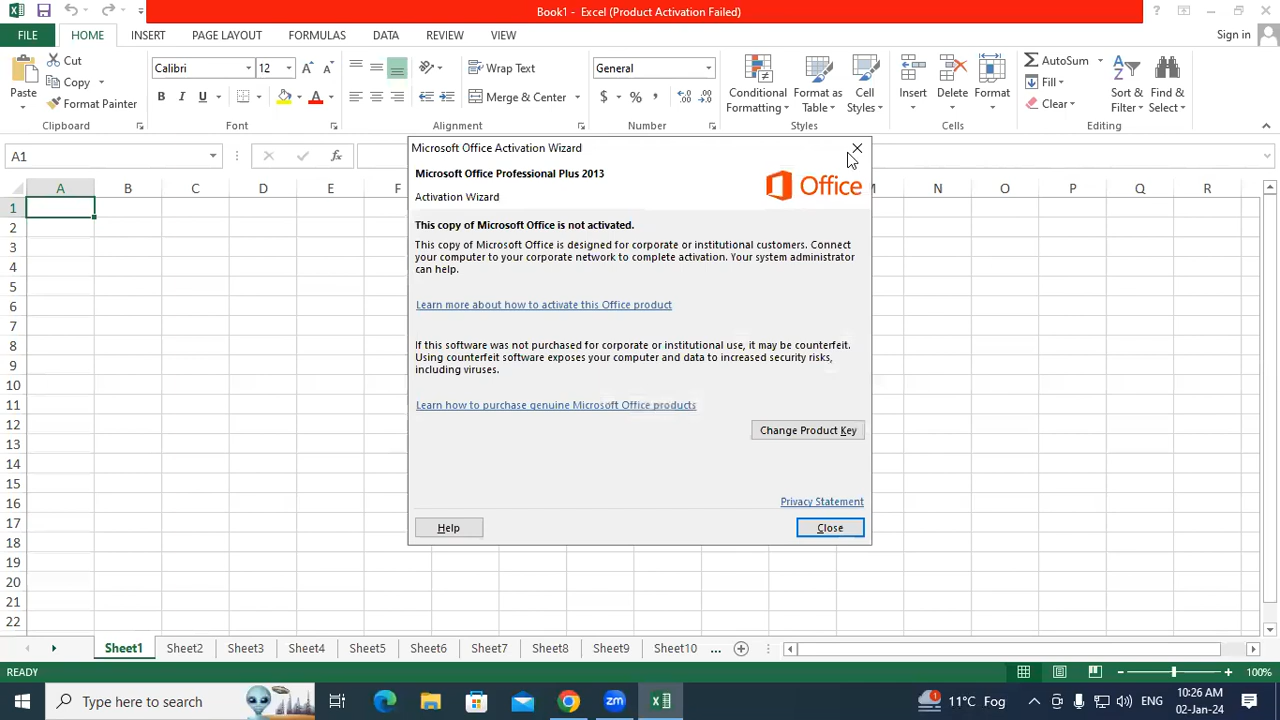 Book1 - Excel (Product Activation Failed)
FILE HOME INSERT PAGE LAYOUT FORMULAS DATA REVIEW VIEW Sign in
Paste Cut Copy Format Painter Clipboard
Calibri 12 B I U A Font
Wrap Text Merge & Center Alignment
General $ % , Number
Conditional Formatting Format as Table Cell Styles Styles
Insert Delete Format Cells
AutoSum Fill Clear Sort & Filter Find & Select Editing
A1 fx
A B C D E F M N O P Q R
1
2
3
4
5
6
7
8
9
10
11
12
13
14
15
16
17
18
19
20
21
22
Microsoft Office Activation Wizard
Microsoft Office Professional Plus 2013
Office
Activation Wizard
This copy of Microsoft Office is not activated.
This copy of Microsoft Office is designed for corporate or institutional customers. Connect
your computer to your corporate network to complete activation. Your system administrator
can help.
Learn more about how to activate this Office product
If this software was not purchased for corporate or institutional use, it may be counterfeit.
Using counterfeit software exposes your computer and data to increased security risks,
including viruses.
Learn how to purchase genuine Microsoft Office products
Change Product Key
Privacy Statement
Help Close
Sheet1 Sheet2 Sheet3 Sheet4 Sheet5 Sheet6 Sheet7 Sheet8 Sheet9 Sheet10 ...
READY 100%
Type here to search zm 11°C Fog ENG 10:26 AM
02-Jan-24